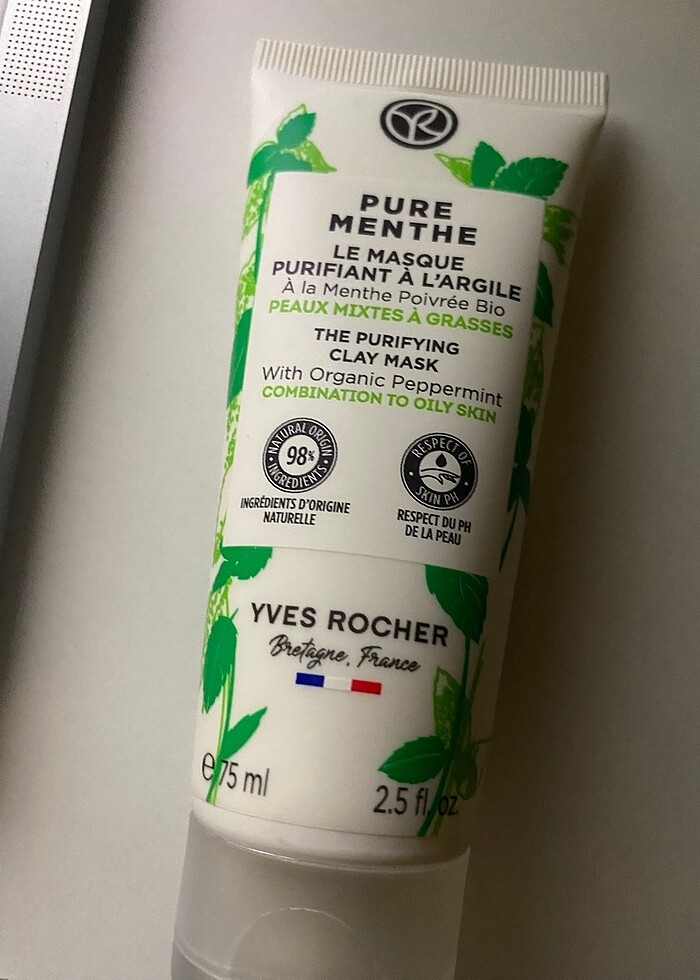 YR
PURE
MENTHE
LE MASQUE
PURIFIANT À L'ARGILE
À la Menthe Poivrée Bio
PEAUX MIXTES À GRASSES
THE PURIFYING
CLAY MASK
With Organic Peppermint
COMBINATION TO OILY SKIN
NATURAL ORIGIN
98%
INGREDIENTS
INGRÉDIENTS D'ORIGINE
NATURELLE
RESPECT OF
SKIN PH
RESPECT DU PH
DE LA PEAU
YVES ROCHER
Bretagne, France
℮ 75 ml
2.5 fl. oz.